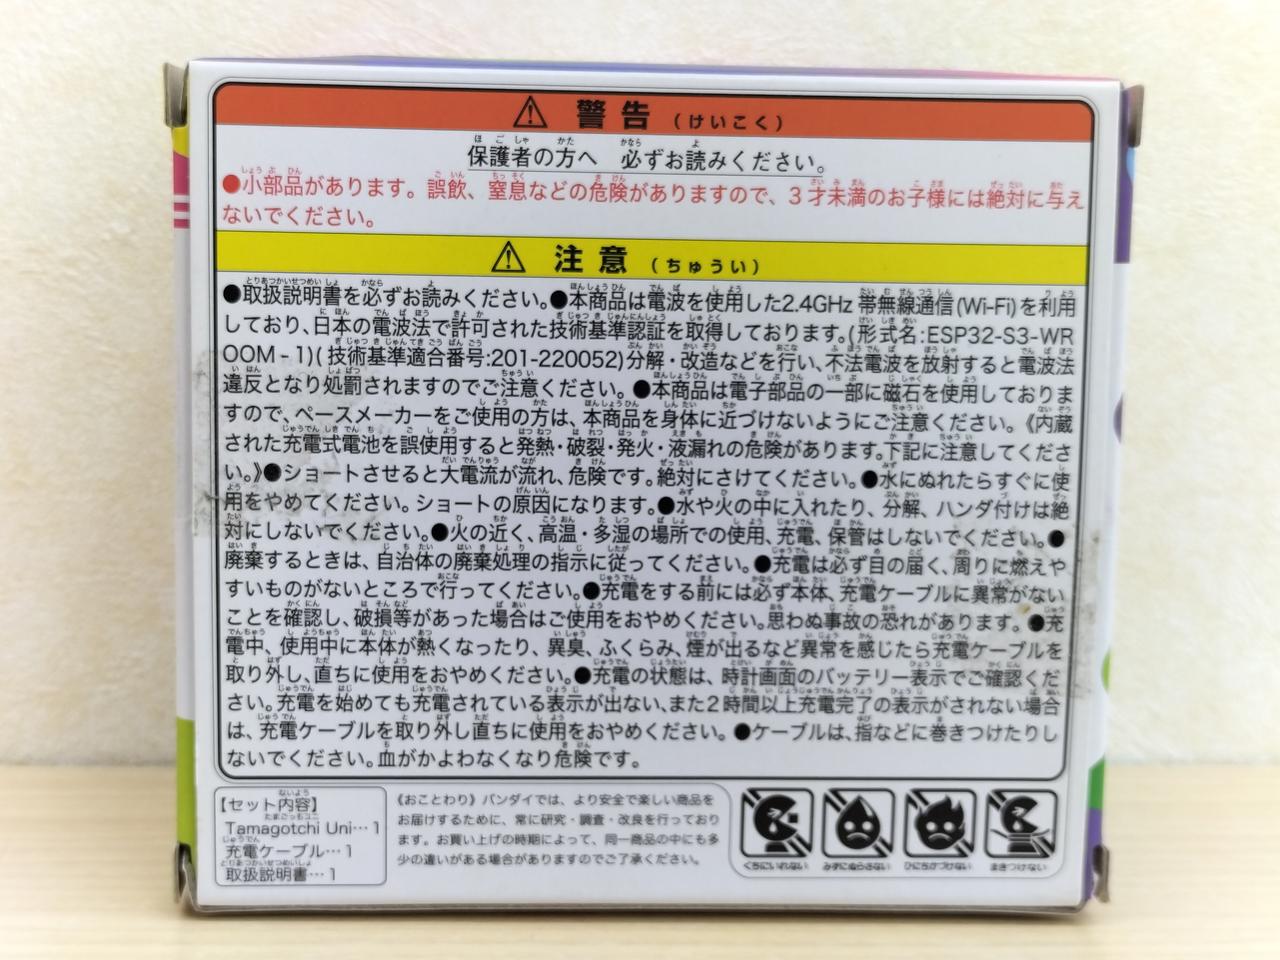 ⚠ 警告 (けいこく)
保護者の方へ 必ずお読みください。
●小部品があります。誤飲、窒息などの危険がありますので、3才未満のお子様には絶対に与え
ないでください。
⚠ 注意 (ちゅうい)
●取扱説明書を必ずお読みください。●本商品は電波を使用した2.4GHz 帯無線通信(Wi-Fi)を利用
しており、日本の電波法で許可された技術基準認証を取得しております。(形式名:ESP32-S3-WR
OOM-1)(技術基準適合番号:201-220052)分解・改造などを行い、不法電波を放射すると電波法
違反となり処罰されますのでご注意ください。●本商品は電子部品の一部に磁石を使用しておりま
すので、ペースメーカーをご使用の方は、本商品を身体に近づけないようにご注意ください。《内蔵
された充電式電池を誤使用すると発熱・破裂・発火・液漏れの危険があります。下記に注意してくださ
い。》●ショートさせると大電流が流れ、危険です。絶対にさけてください。●水にぬれたらすぐに使
用をやめてください。ショートの原因になります。●水や火の中に入れたり、分解、ハンダ付けは絶
対にしないでください。●火の近く、高温・多湿の場所での使用、充電、保管はしないでください。●
廃棄するときは、自治体の廃棄処理の指示に従ってください。●充電は必ず目の届く、周りに燃えや
すいものがないところで行ってください。●充電をする前には必ず本体、充電ケーブルに異常がない
ことを確認し、破損等があった場合はご使用をおやめください。思わぬ事故の恐れがあります。●充
電中、使用中に本体が熱くなったり、異臭、ふくらみ、煙が出るなど異常を感じたら充電ケーブルを
取り外し、直ちに使用をおやめください。●充電の状態は、時計画面のバッテリー表示でご確認くだ
さい。充電を始めても充電されている表示が出ない、また2時間以上充電完了の表示がされない場合
は、充電ケーブルを取り外し直ちに使用をおやめください。●ケーブルは、指などに巻きつけたりし
ないでください。血がかよわなくなり危険です。
【セット内容】
Tamagotchi Uni…1
充電ケーブル…1
取扱説明書…1
《おことわり》バンダイでは、より安全で楽しい商品を
お届けするために、常に研究・調査・改良を行っており
ます。お買い上げの時期によって、同一商品の中にも多
少の違いがある場合がありますのでご了承ください。
くちにいれない みずにぬらさない ひにちかづけない まきつけない